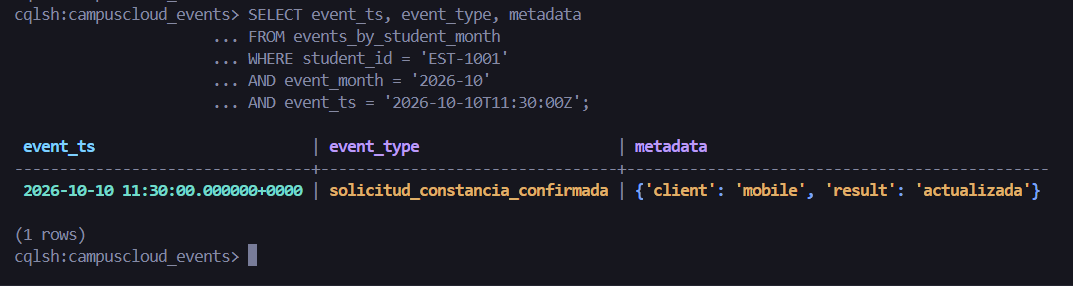 cqlsh:campuscloud_events> SELECT event_ts, event_type, metadata
... FROM events_by_student_month
... WHERE student_id = 'EST-1001'
... AND event_month = '2026-10'
... AND event_ts = '2026-10-10T11:30:00Z';
event_ts | event_type | metadata
---------------------------------+--------------------------------+--------------------------------------------
2026-10-10 11:30:00.000000+0000 | solicitud_constancia_confirmada | {'client': 'mobile', 'result': 'actualizada'}
(1 rows)
cqlsh:campuscloud_events>